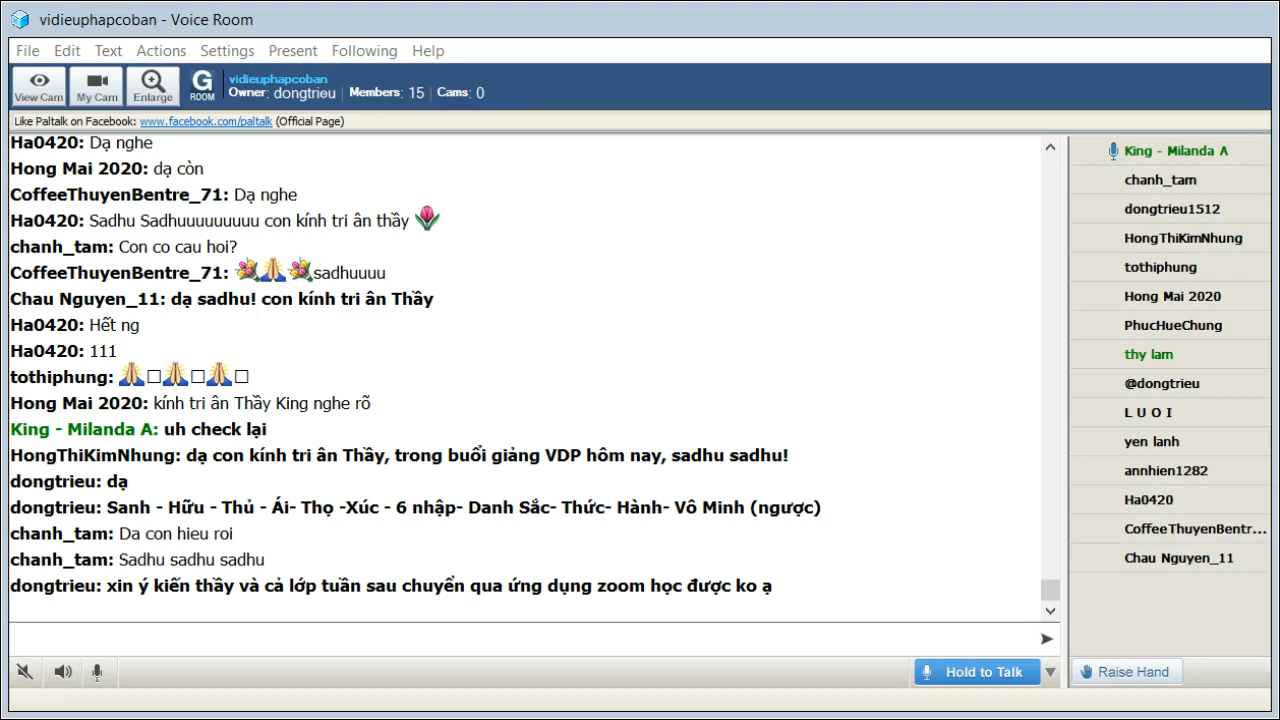 vidieuphapcoban - Voice Room
File Edit Text Actions Settings Present Following Help
View Cam My Cam Enlarge G ROOM
vidieuphapcoban
Owner: dongtrieu | Members: 15 | Cams: 0
Like Paltalk on Facebook: www.facebook.com/paltalk (Official Page)
Ha0420: Dạ nghe
Hong Mai 2020: dạ còn
CoffeeThuyenBentre_71: Dạ nghe
Ha0420: Sadhu Sadhuuuuuuuuu con kính tri ân thầy
chanh_tam: Con co cau hoi?
CoffeeThuyenBentre_71: sadhuuuu
Chau Nguyen_11: dạ sadhu! con kính tri ân Thầy
Ha0420: Hết ng
Ha0420: 111
tothiphung:
Hong Mai 2020: kính tri ân Thầy King nghe rõ
King - Milanda A: uh check lại
HongThiKimNhung: dạ con kính tri ân Thầy, trong buổi giảng VDP hôm nay, sadhu sadhu!
dongtrieu: dạ
dongtrieu: Sanh - Hữu - Thủ - Ái- Thọ -Xúc - 6 nhập- Danh Sắc- Thức- Hành- Vô Minh (ngược)
chanh_tam: Da con hieu roi
chanh_tam: Sadhu sadhu sadhu
dongtrieu: xin ý kiến thầy và cả lớp tuần sau chuyển qua ứng dụng zoom học được ko ạ
King - Milanda A
chanh_tam
dongtrieu1512
HongThiKimNhung
tothiphung
Hong Mai 2020
PhucHueChung
thy lam
@dongtrieu
L U O I
yen lanh
annhien1282
Ha0420
CoffeeThuyenBentr...
Chau Nguyen_11
Hold to Talk
Raise Hand